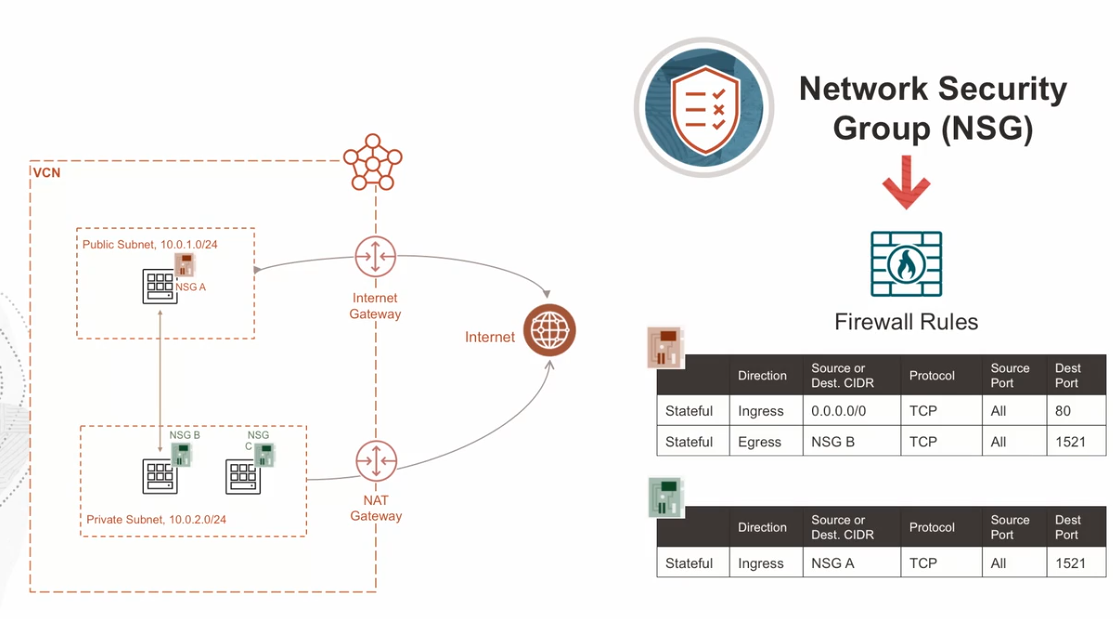 Network Security
Group (NSG)
Firewall Rules
VCN
Public Subnet, 10.0.1.0/24
NSG A
Internet
Gateway
Internet
NSG B
NSG
C
Private Subnet, 10.0.2.0/24
NAT
Gateway
Direction Source or Dest. CIDR Protocol Source Port Dest Port
Stateful Ingress 0.0.0.0/0 TCP All 80
Stateful Egress NSG B TCP All 1521
Direction Source or Dest. CIDR Protocol Source Port Dest Port
Stateful Ingress NSG A TCP All 1521